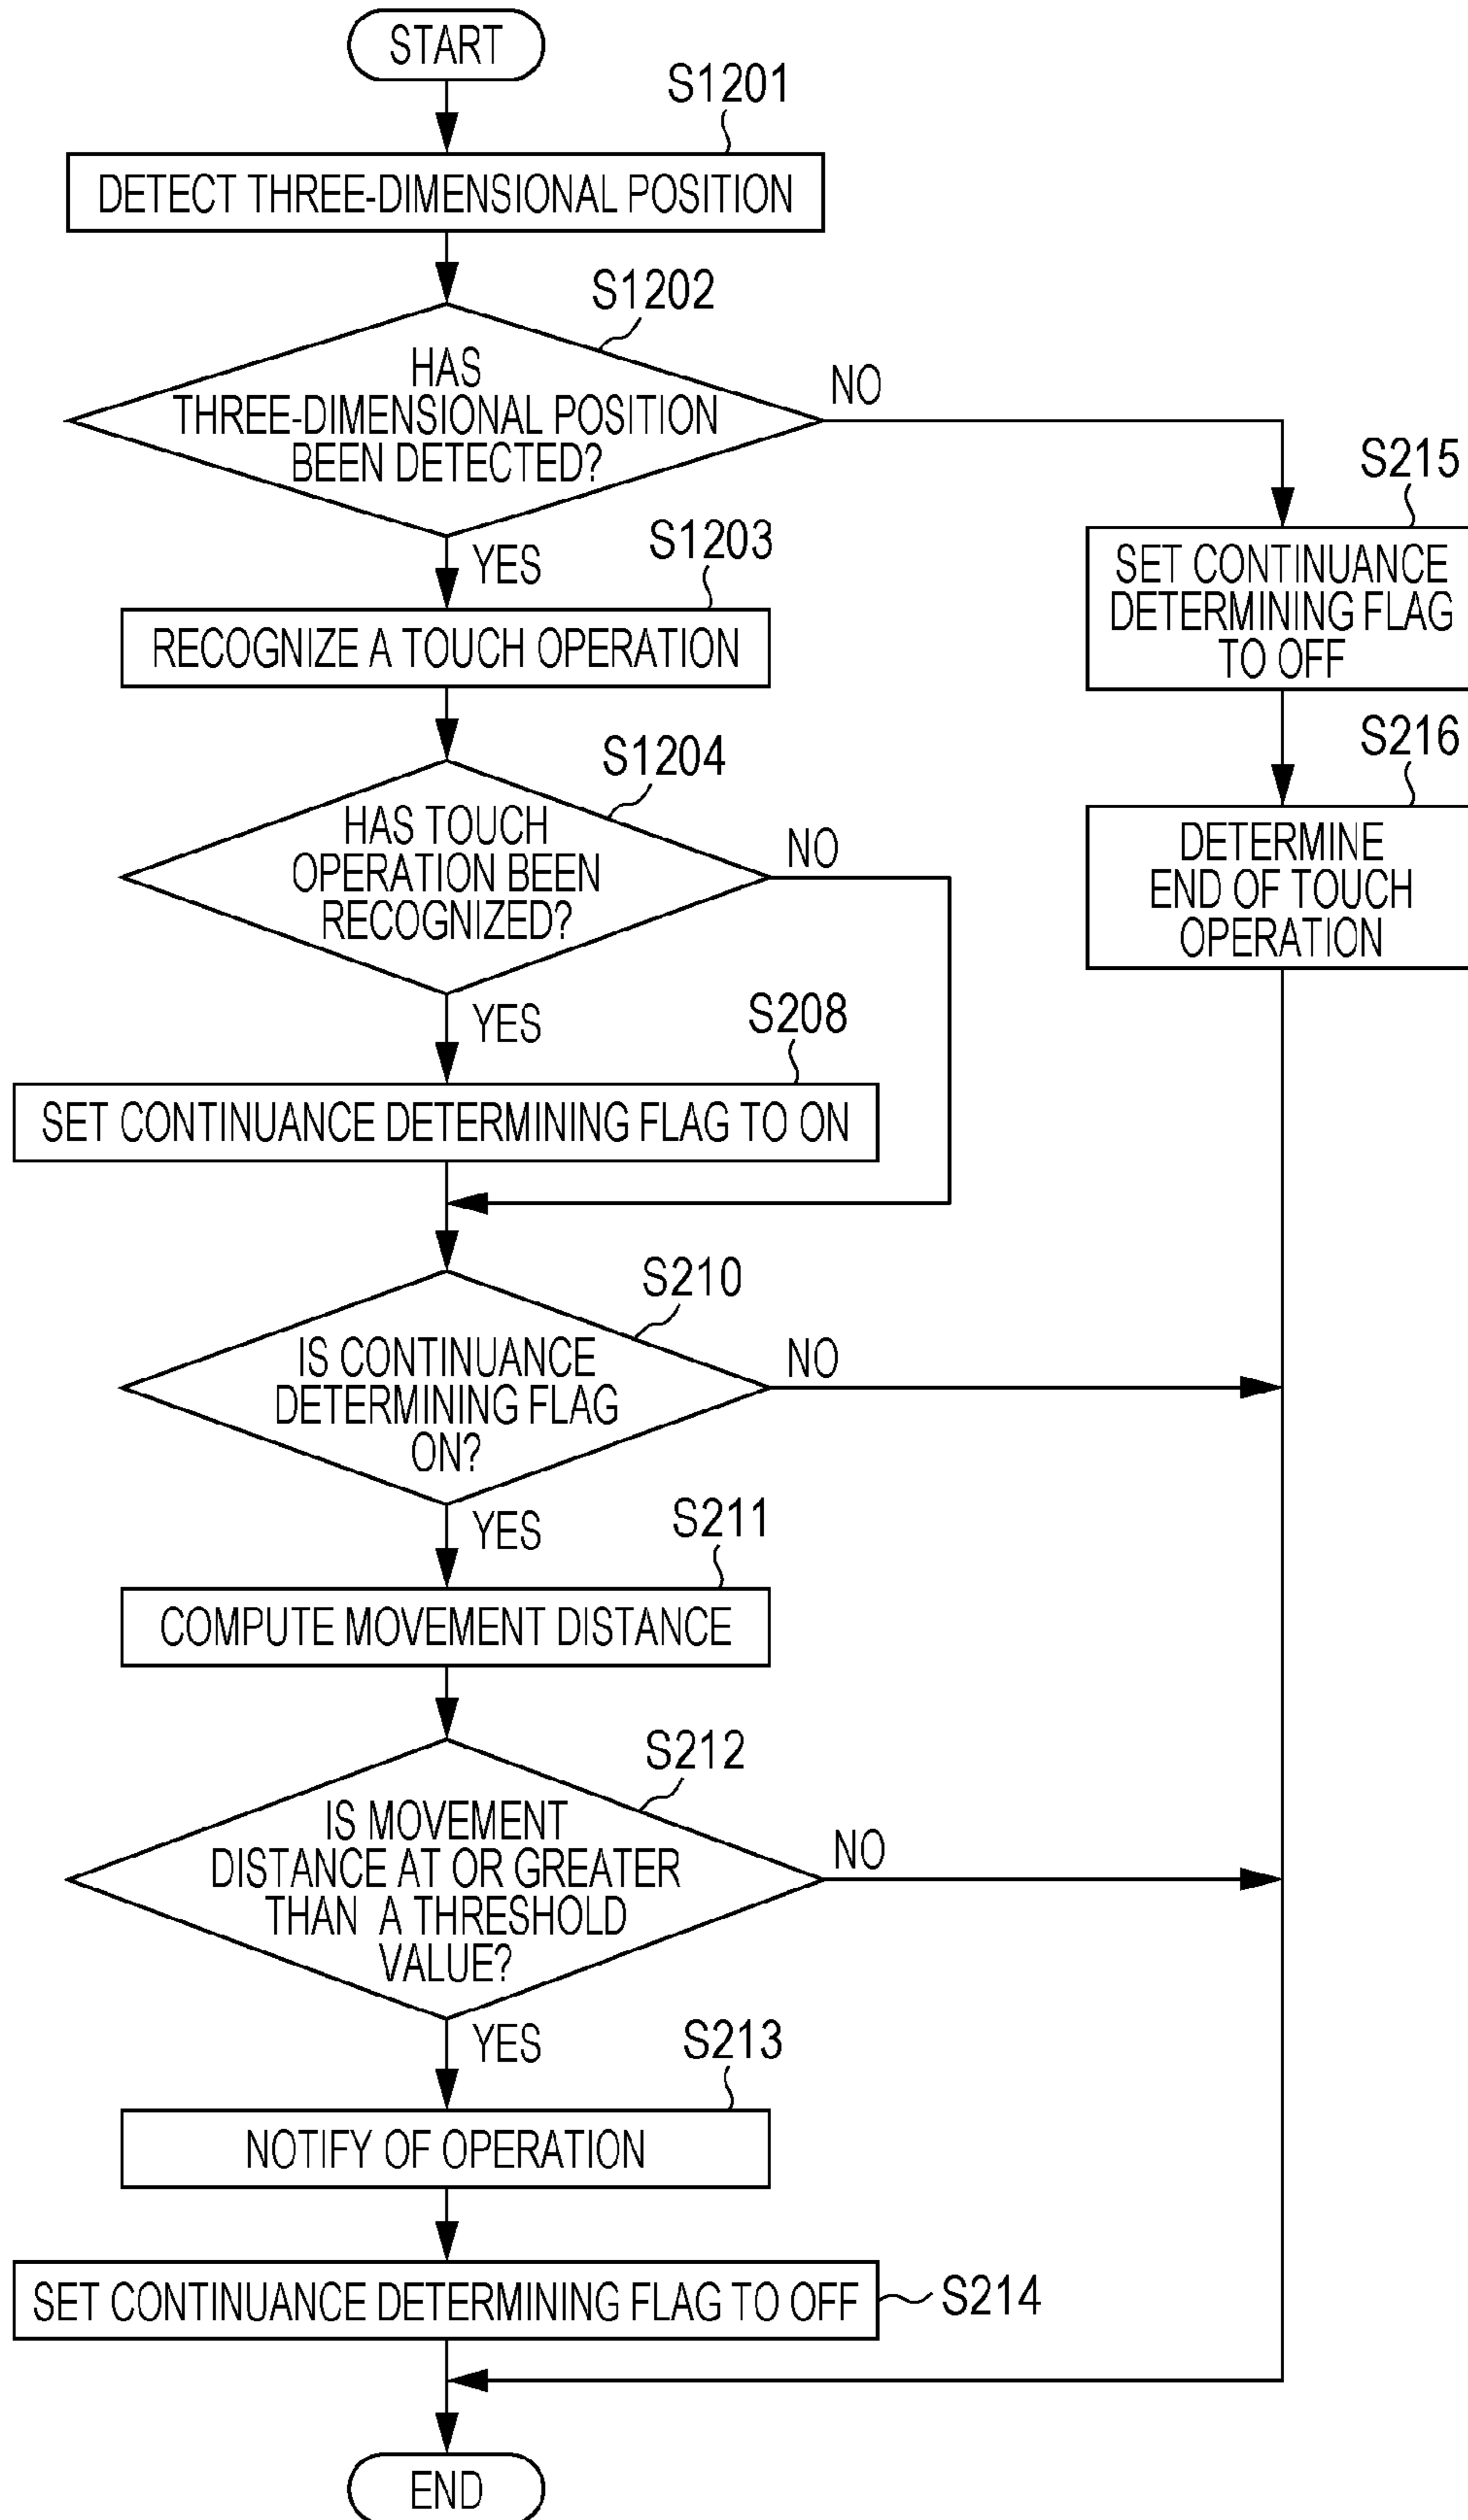 START
S1201
DETECT THREE-DIMENSIONAL POSITION
S1202
HAS
THREE-DIMENSIONAL POSITION
BEEN DETECTED?
NO
YES
S215
SET CONTINUANCE
DETERMINING FLAG
TO OFF
S1203
RECOGNIZE A TOUCH OPERATION
S216
DETERMINE
END OF TOUCH
OPERATION
S1204
HAS TOUCH
OPERATION BEEN
RECOGNIZED?
NO
YES
S208
SET CONTINUANCE DETERMINING FLAG TO ON
S210
IS CONTINUANCE
DETERMINING FLAG
ON?
NO
YES
S211
COMPUTE MOVEMENT DISTANCE
S212
IS MOVEMENT
DISTANCE AT OR GREATER
THAN A THRESHOLD
VALUE?
NO
YES
S213
NOTIFY OF OPERATION
SET CONTINUANCE DETERMINING FLAG TO OFF
S214
END